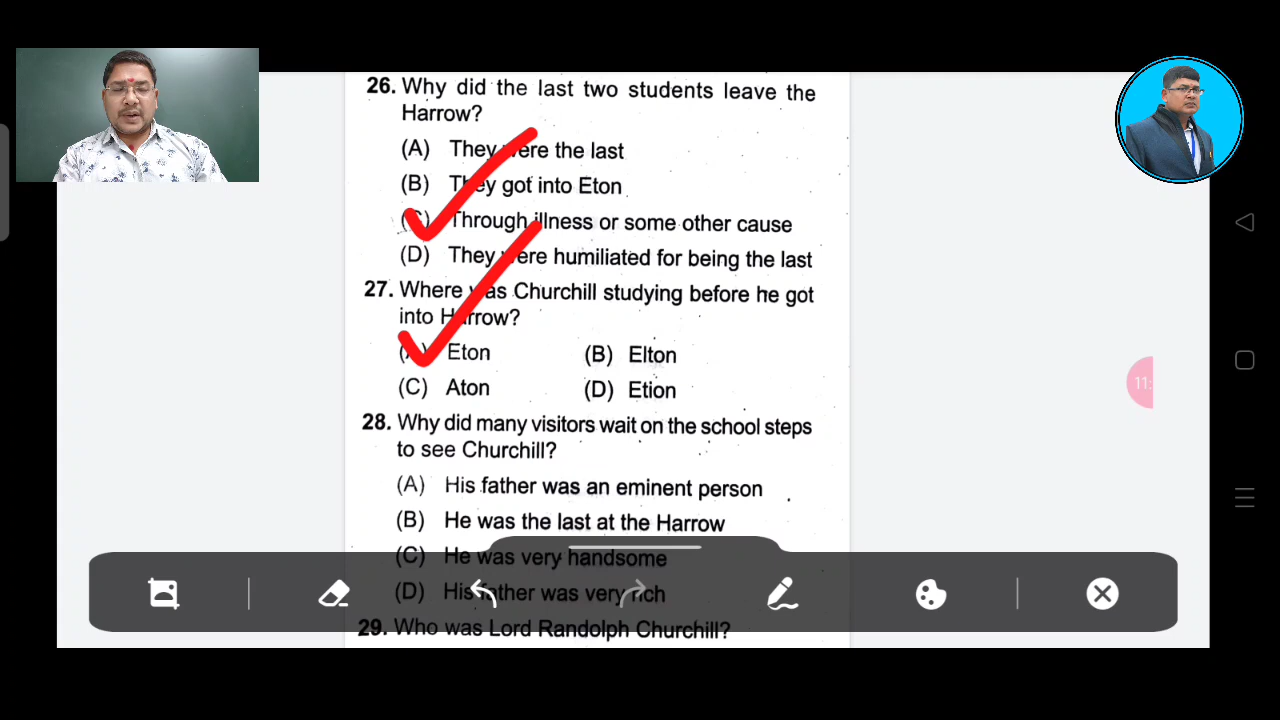 26. Why did the last two students leave the
Harrow?
(A) They were the last
(B) They got into Eton
(C) Through illness or some other cause
(D) They were humiliated for being the last
27. Where was Churchill studying before he got
into Harrow?
(A) Eton (B) Elton
(C) Aton (D) Etion
28. Why did many visitors wait on the school steps
to see Churchill?
(A) His father was an eminent person
(B) He was the last at the Harrow
(C) He was very handsome
(D) His father was very rich
29. Who was Lord Randolph Churchill?
11: